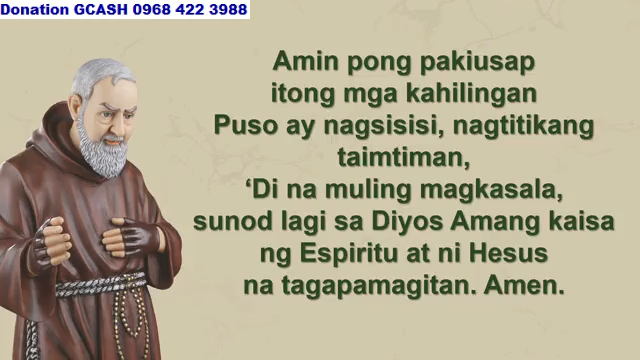 Donation GCASH 0968 422 3988
Amin pong pakiusap
itong mga kahilingan
Puso ay nagsisisi, nagtitikang
taimtiman,
‘Di na muling magkasala,
sunod lagi sa Diyos Amang kaisa
ng Espiritu at ni Hesus
na tagapamagitan. Amen.